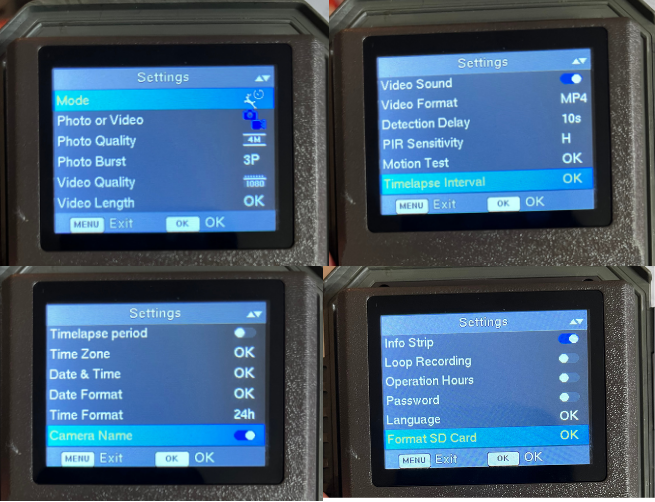 Settings
Mode
Photo or Video
Photo Quality 4M
Photo Burst 3P
Video Quality 1080
Video Length OK
MENU Exit OK OK
Settings
Video Sound
Video Format MP4
Detection Delay 10s
PIR Sensitivity H
Motion Test OK
Timelapse Interval OK
MENU Exit OK OK
Settings
Timelapse period
Time Zone OK
Date & Time OK
Date Format OK
Time Format 24h
Camera Name
MENU Exit OK OK
Settings
Info Strip
Loop Recording
Operation Hours
Password
Language OK
Format SD Card OK
MENU Exit OK OK